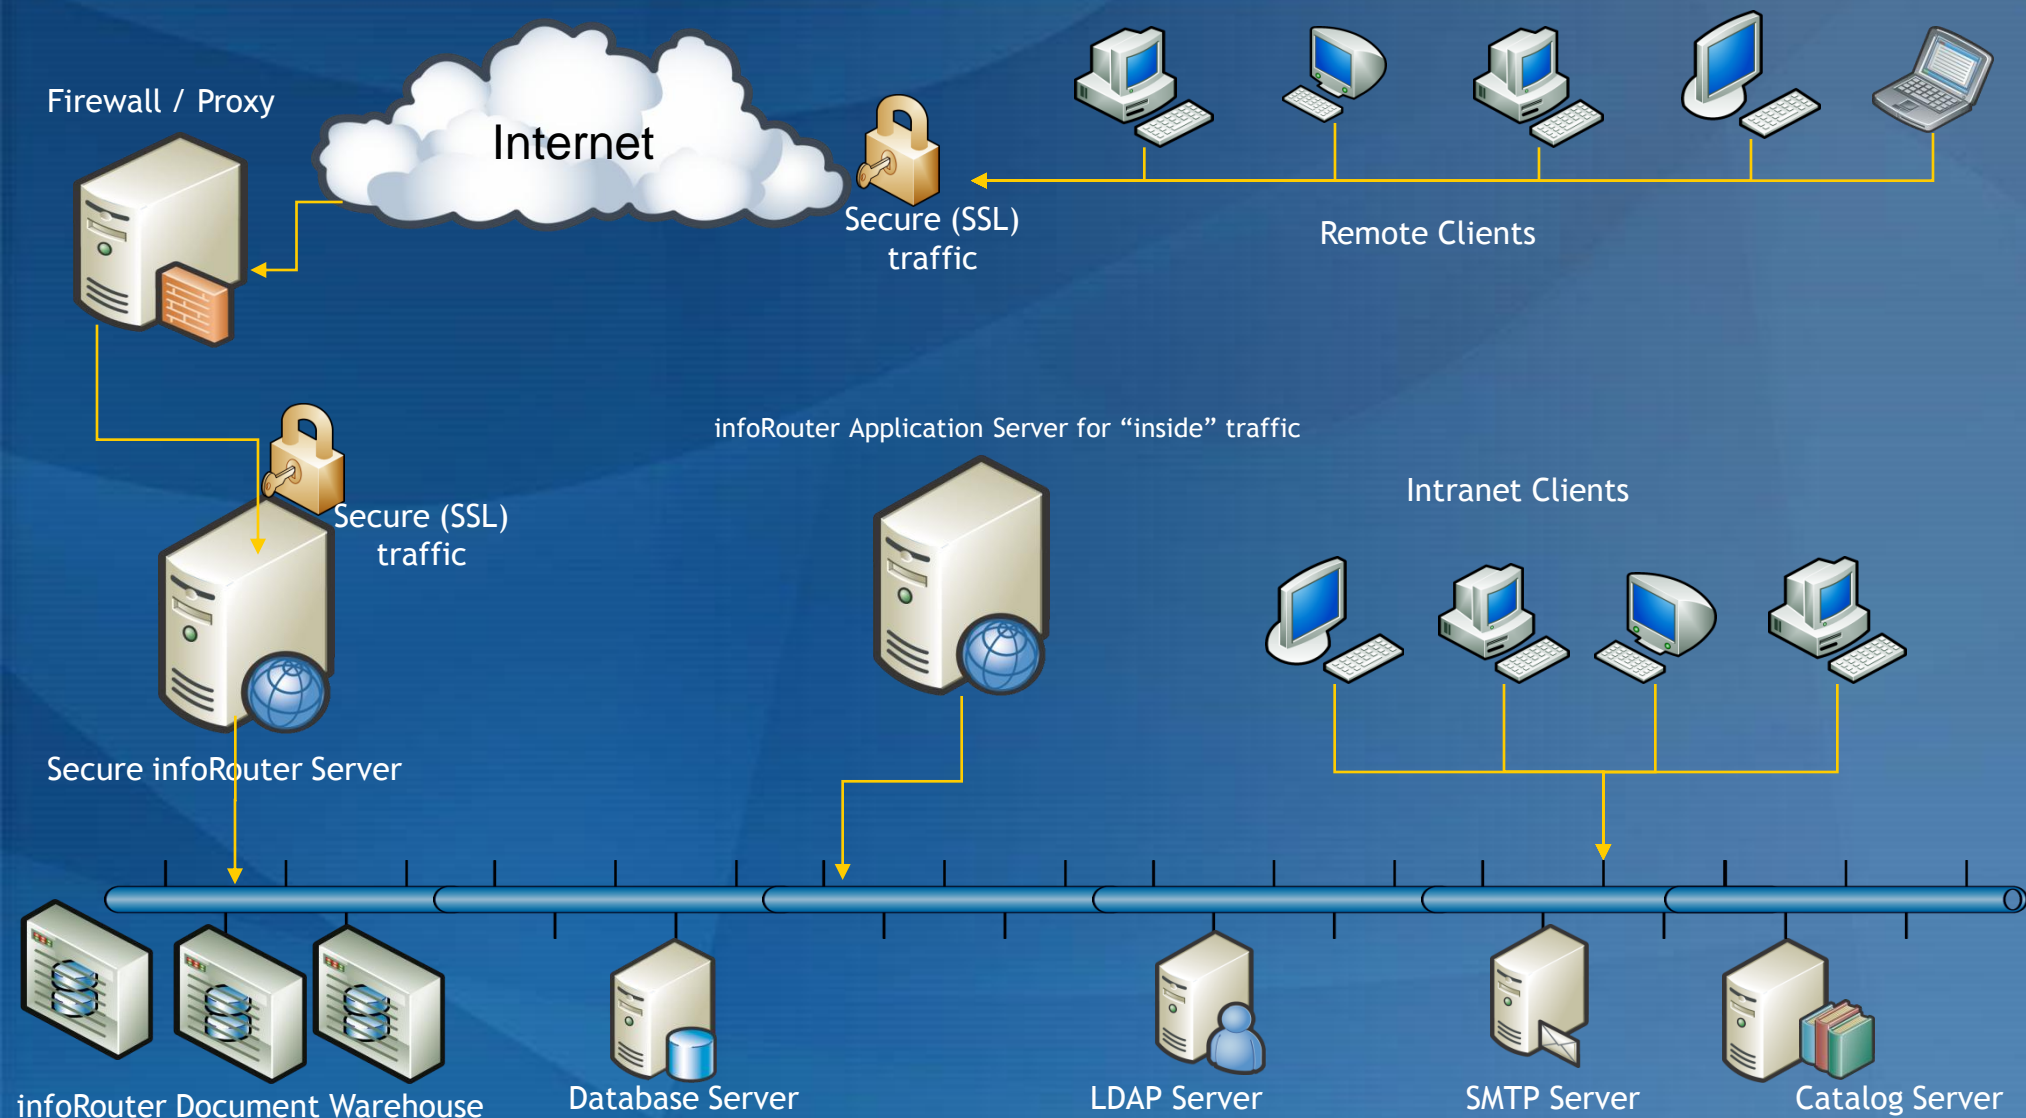 Firewall / Proxy
Internet
Secure (SSL)
traffic
Remote Clients
infoRouter Application Server for “inside” traffic
Intranet Clients
Secure (SSL)
traffic
Secure infoRouter Server
infoRouter Document Warehouse
Database Server
LDAP Server
SMTP Server
Catalog Server